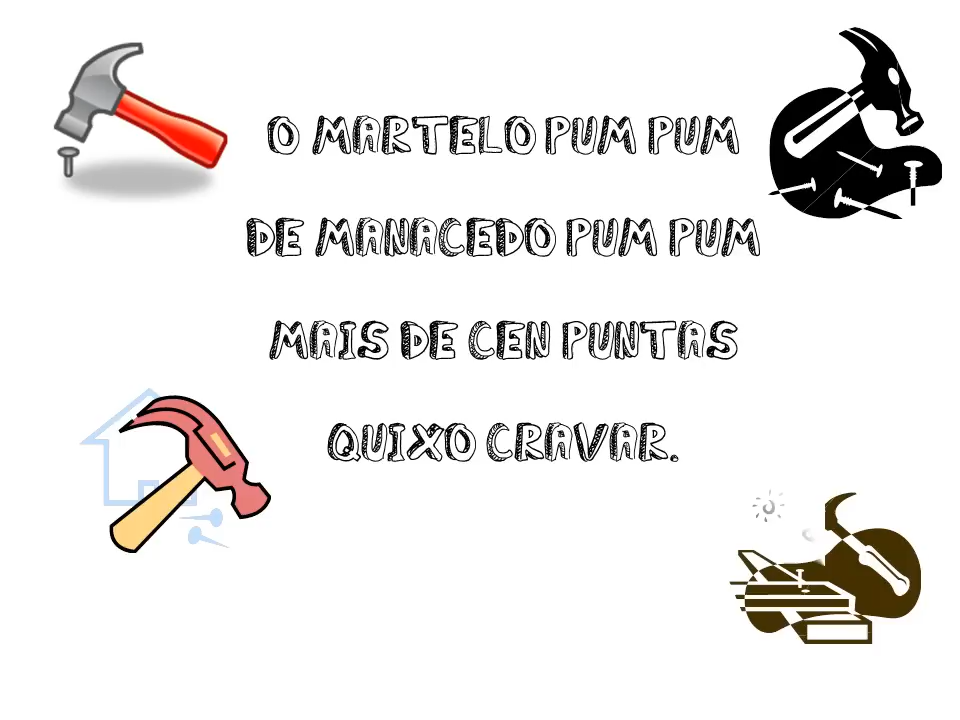 O MARTELO PUM PUM
DE MANACEDO PUM PUM
MAIS DE CEN PUNTAS
QUIXO CRAVAR.